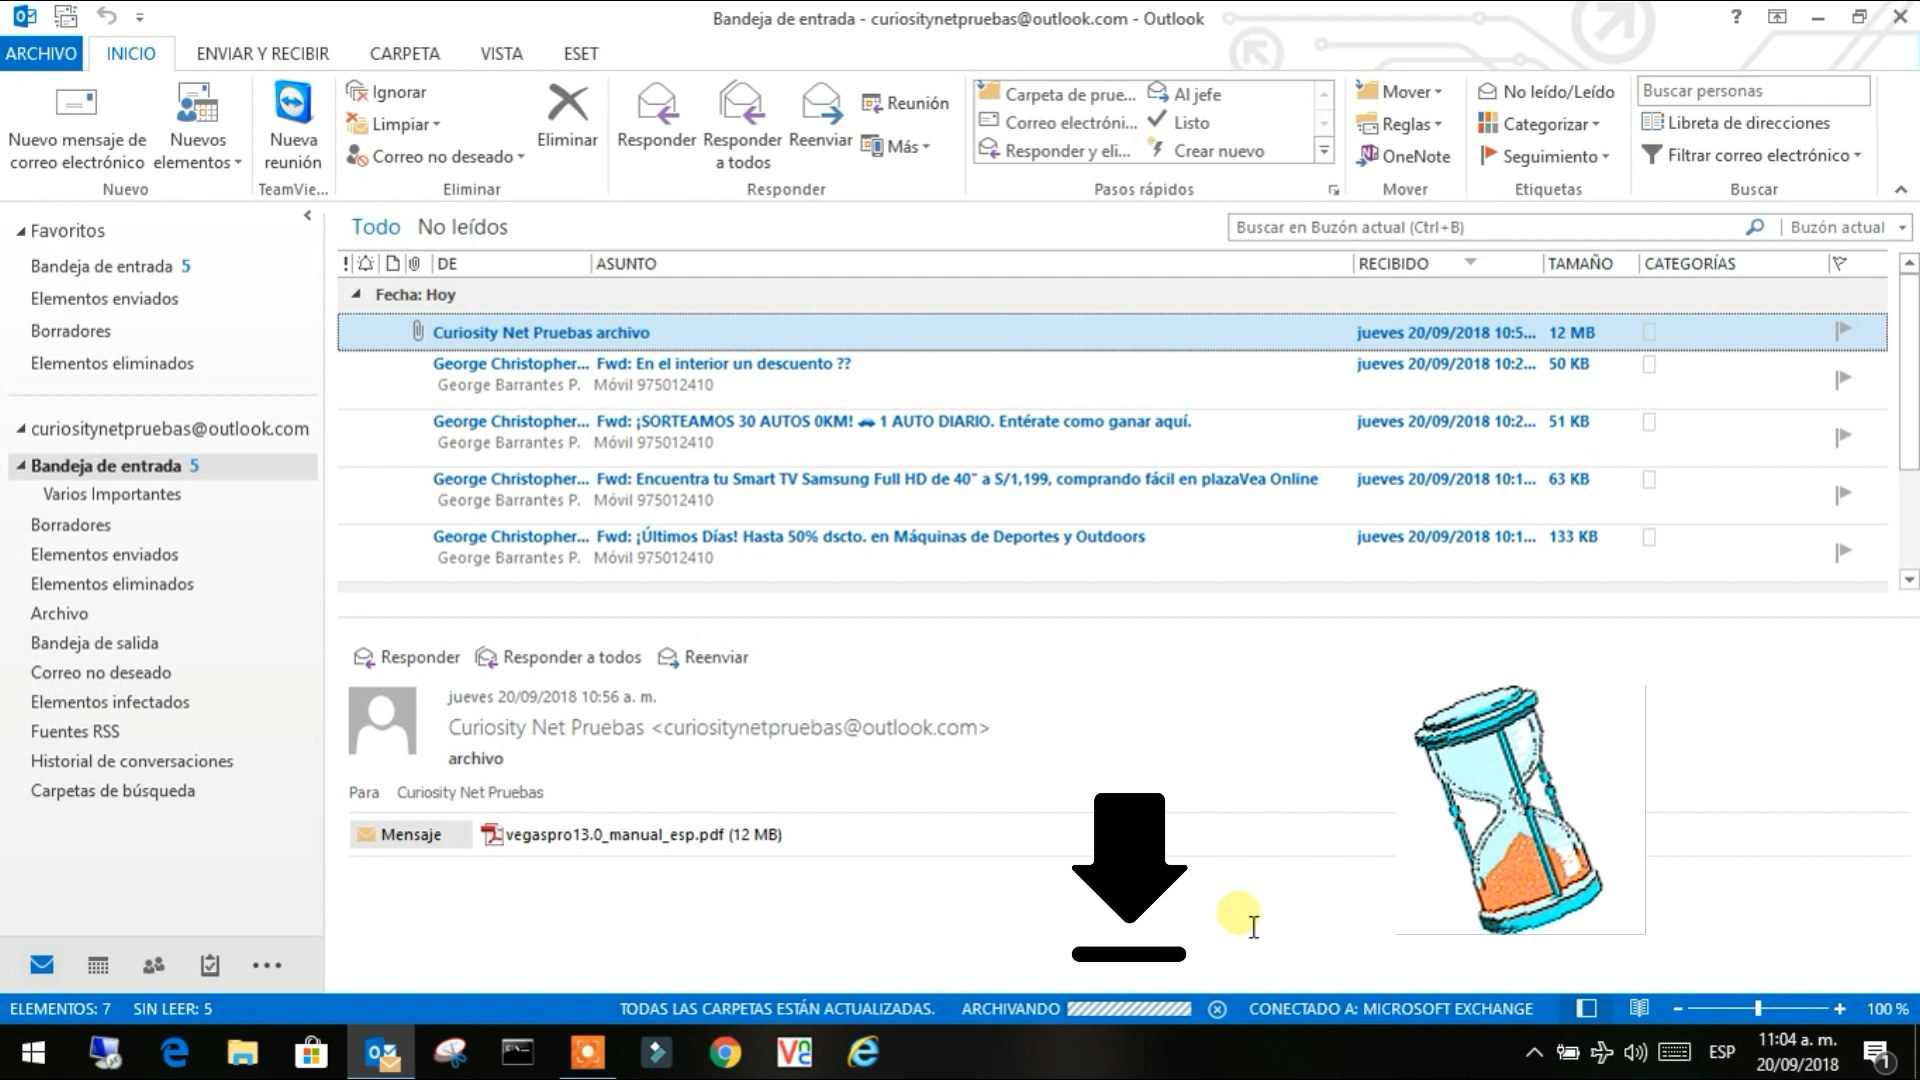 Bandeja de entrada - curiositynetpruebas@outlook.com - Outlook
ARCHIVO INICIO ENVIAR Y RECIBIR CARPETA VISTA ESET
Nuevo mensaje de correo electrónico
Nuevos elementos
Nuevo
Nueva reunión
TeamVie...
Ignorar
Limpiar
Correo no deseado
Eliminar
Eliminar
Responder
Responder a todos
Reenviar
Reunión
Más
Responder
Carpeta de prue...
Al jefe
Correo electróni...
Listo
Responder y eli...
Crear nuevo
Pasos rápidos
Mover
Reglas
OneNote
Mover
No leído/Leído
Categorizar
Seguimiento
Etiquetas
Buscar personas
Libreta de direcciones
Filtrar correo electrónico
Buscar
Favoritos
Bandeja de entrada 5
Elementos enviados
Borradores
Elementos eliminados
curiositynetpruebas@outlook.com
Bandeja de entrada 5
Varios Importantes
Borradores
Elementos enviados
Elementos eliminados
Archivo
Bandeja de salida
Correo no deseado
Elementos infectados
Fuentes RSS
Historial de conversaciones
Carpetas de búsqueda
Todo No leídos
Buscar en Buzón actual (Ctrl+B)
Buzón actual
DE ASUNTO RECIBIDO TAMAÑO CATEGORÍAS
Fecha: Hoy
Curiosity Net Pruebas archivo jueves 20/09/2018 10:5... 12 MB
George Christopher... Fwd: En el interior un descuento ?? jueves 20/09/2018 10:2... 50 KB
George Barrantes P. Móvil 975012410
George Christopher... Fwd: ¡SORTEAMOS 30 AUTOS 0KM! 🚗 1 AUTO DIARIO. Entérate como ganar aquí. jueves 20/09/2018 10:2... 51 KB
George Barrantes P. Móvil 975012410
George Christopher... Fwd: Encuentra tu Smart TV Samsung Full HD de 40" a S/1,199, comprando fácil en plazaVea Online jueves 20/09/2018 10:1... 63 KB
George Barrantes P. Móvil 975012410
George Christopher... Fwd: ¡Últimos Días! Hasta 50% dscto. en Máquinas de Deportes y Outdoors jueves 20/09/2018 10:1... 133 KB
George Barrantes P. Móvil 975012410
Responder Responder a todos Reenviar
jueves 20/09/2018 10:56 a. m.
Curiosity Net Pruebas <curiositynetpruebas@outlook.com>
archivo
Para Curiosity Net Pruebas
Mensaje vegaspro13.0_manual_esp.pdf (12 MB)
ELEMENTOS: 7 SIN LEER: 5 TODAS LAS CARPETAS ESTÁN ACTUALIZADAS. ARCHIVANDO CONECTADO A: MICROSOFT EXCHANGE 100 %
ESP
11:04 a. m.
20/09/2018
1